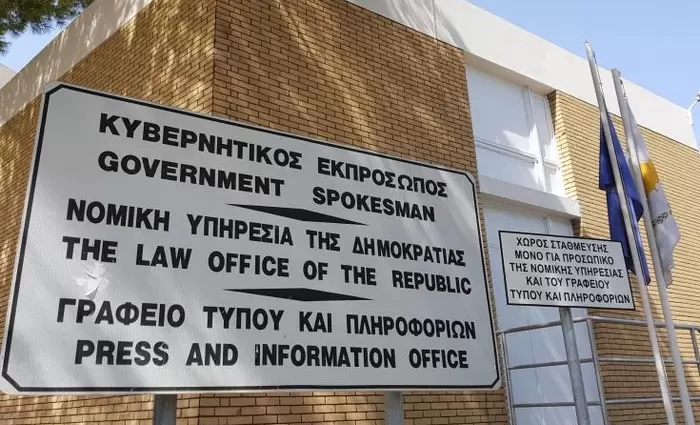 ΚΥΒΕΡΝΗΤΙΚΟΣ ΕΚΠΡΟΣΩΠΟΣ
GOVERNMENT SPOKESMAN
ΝΟΜΙΚΗ ΥΠΗΡΕΣΙΑ ΤΗΣ ΔΗΜΟΚΡΑΤΙΑΣ
THE LAW OFFICE OF THE REPUBLIC
ΓΡΑΦΕΙΟ ΤΥΠΟΥ ΚΑΙ ΠΛΗΡΟΦΟΡΙΩΝ
PRESS AND INFORMATION OFFICE
ΧΩΡΟΣ ΣΤΑΘΜΕΥΣΗΣ
ΜΟΝΟ ΓΙΑ ΠΡΟΣΩΠΙΚΟ
ΤΗΣ ΝΟΜΙΚΗΣ ΥΠΗΡΕΣΙΑΣ
ΚΑΙ ΤΟΥ ΓΡΑΦΕΙΟΥ
ΤΥΠΟΥ ΚΑΙ ΠΛΗΡΟΦΟΡΙΩΝ